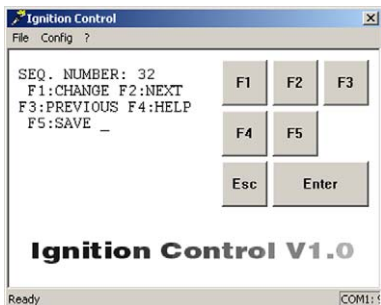 Ignition Control
File Config ?
SEQ. NUMBER: 32
F1:CHANGE F2:NEXT
F3:PREVIOUS F4:HELP
F5:SAVE _
F1 F2 F3
F4 F5
Esc Enter
Ignition Control V1.0
Ready COM1: